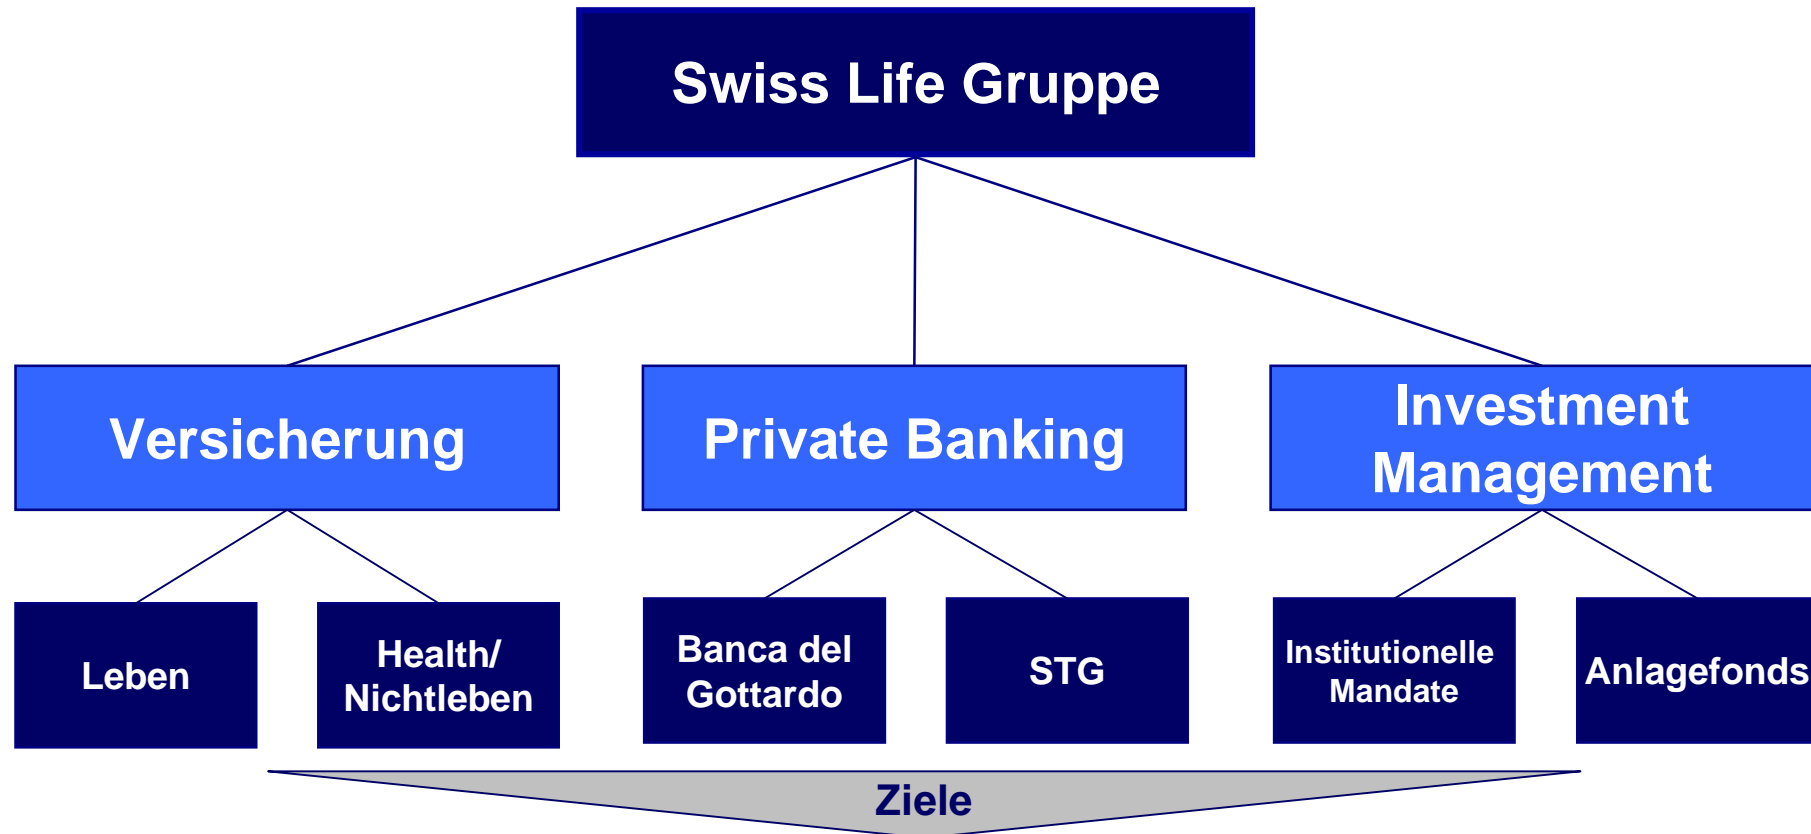 Swiss Life Gruppe
Versicherung
Private Banking
Investment
Management
Leben
Health/
Nichtleben
Banca del
Gottardo
STG
Institutionelle
Mandate
Anlagefonds
Ziele